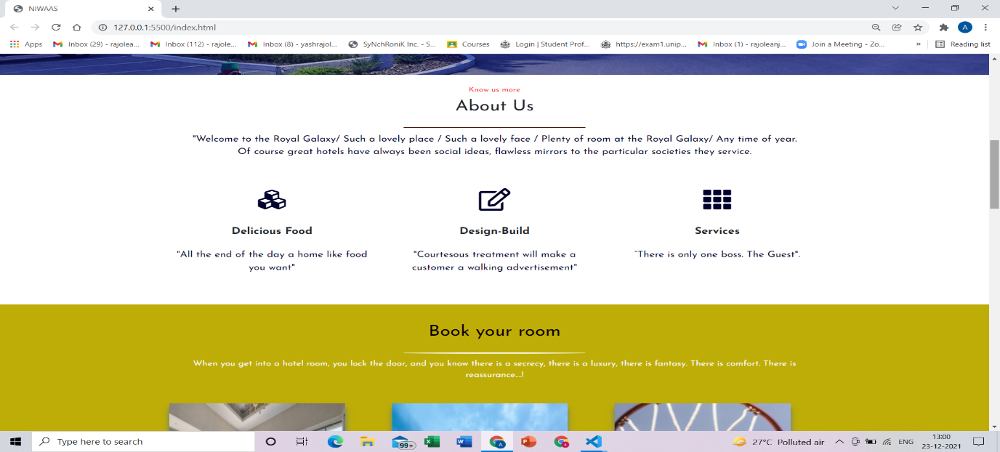 NIWAAS
127.0.0.1:5500/index.html
A
Apps Inbox (29) - rajolea... Inbox (112) - rajole... Inbox (8) - yashrajol... SyNchRoniK Inc. - S... Courses Login | Student Prof... https://exam1.unip... Inbox (1) - rajoleanj... Join a Meeting - Zo... » Reading list
Know us more
About Us
"Welcome to the Royal Galaxy/ Such a lovely place / Such a lovely face / Plenty of room at the Royal Galaxy/ Any time of year.
Of course great hotels have always been social ideas, flawless mirrors to the particular societies they service.
Delicious Food Design-Build Services
"All the end of the day a home like food
you want"
"Courtesous treatment will make a
customer a walking advertisement"
"There is only one boss. The Guest".
Book your room
When you get into a hotel room, you lock the door, and you know there is a secrecy, there is a luxury, there is fantasy. There is comfort. There is
reassurance...!
Type here to search
99+
27°C Polluted air
ENG
13:00
23-12-2021